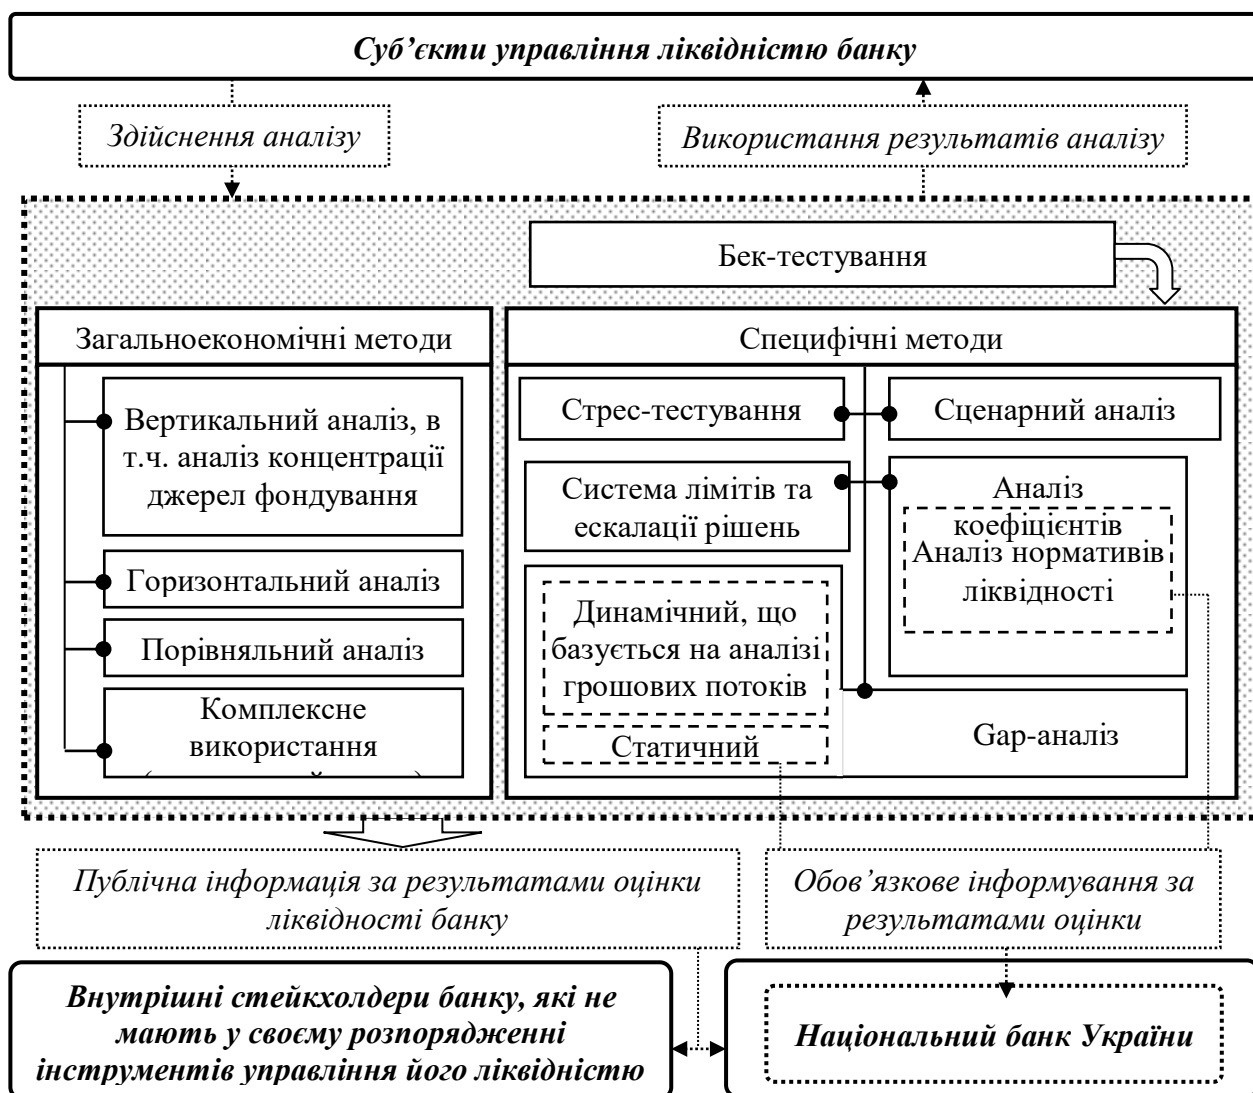 Суб’єкти управління ліквідністю банку
Здійснення аналізу
Використання результатів аналізу
Бек-тестування
Загальноекономічні методи
Вертикальний аналіз, в
т.ч. аналіз концентрації
джерел фондування
Горизонтальний аналіз
Порівняльний аналіз
Комплексне
використання
Специфічні методи
Стрес-тестування
Сценарний аналіз
Система лімітів та
ескалації рішень
Аналіз
коефіцієнтів
Аналіз нормативів
ліквідності
Динамічний, що
базується на аналізі
грошових потоків
Статичний
Gap-аналіз
Публічна інформація за результатами оцінки
ліквідності банку
Обов’язкове інформування за
результатами оцінки
Внутрішні стейкхолдери банку, які не
мають у своєму розпорядженні
інструментів управління його ліквідністю
Національний банк України